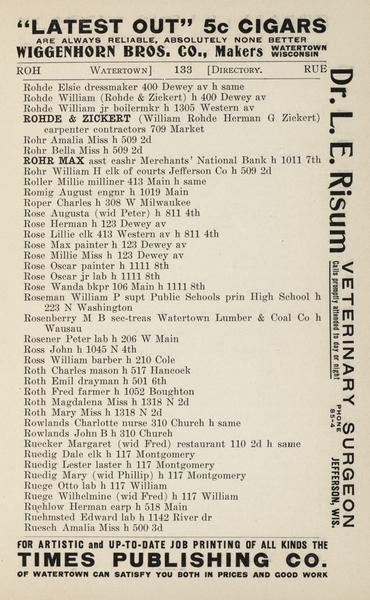 "LATEST OUT" 5c CIGARS
ARE ALWAYS RELIABLE, ABSOLUTELY NONE BETTER
WIGGENHORN BROS. CO., Makers WATERTOWN WISCONSIN
ROH WATERTOWN] 133 [DIRECTORY. RUE
Rohde Elsie dressmaker 400 Dewey av h same
Rohde William (Rohde & Zickert) h 400 Dewey av
Rohde William jr boilermkr h 1305 Western av
ROHDE & ZICKERT (William Rohde Herman G Zickert)
carpenter contractors 709 Market
Rohr Amalia Miss h 509 2d
Rohr Bella Miss h 509 2d
ROHR MAX asst cashr Merchants' National Bank h 1011 7th
Rohr William H clk of courts Jefferson Co h 509 2d
Roller Millie milliner 413 Main h same
Romig August engnr h 1019 Main
Roper Charles h 308 W Milwaukee
Rose Augusta (wid Peter) h 811 4th
Rose Herman h 123 Dewey av
Rose Lillie clk 413 Western av h 811 4th
Rose Max painter h 123 Dewey av
Rose Millie Miss h 123 Dewey av
Rose Oscar painter h 1111 8th
Rose Oscar jr lab h 1111 8th
Rose Wanda bkpr 106 Main h 1111 8th
Roseman William P supt Public Schools prin High School h
223 N Washington
Rosenberry M B sec-treas Watertown Lumber & Coal Co h
Wausau
Rosener Peter lab h 206 W Main
Ross John h 1045 N 4th
Ross William barber h 210 Cole
Roth Charles mason h 517 Hancock
Roth Emil drayman h 501 6th
Roth Fred farmer h 1052 Boughton
Roth Magdalena Miss h 1318 N 2d
Roth Mary Miss h 1318 N 2d
Rowlands Charlotte nurse 310 Church h same
Rowlands John B h 310 Church
Ruecker Margaret (wid Fred) restaurant 110 2d h same
Ruedig Dale clk h 117 Montgomery
Ruedig Lester laster h 117 Montgomery
Ruedig Mary (wid Phillip) h 117 Montgomery
Ruege Otto lab h 117 William
Ruege Wilhelmine (wid Fred) h 117 William
Ruehlow Herman carp h 518 Main
Ruehmsted Edward lab h 1142 River dr
Ruesch Amalia Miss h 500 3d
Dr. L. E. Risum VETERINARY SURGEON
Calls promptly attended to day or night
PHONE 85-4
JEFFERSON, WIS.
FOR ARTISTIC and UP-TO-DATE JOB PRINTING OF ALL KINDS THE
TIMES PUBLISHING CO.
OF WATERTOWN CAN SATISFY YOU BOTH IN PRICES AND GOOD WORK